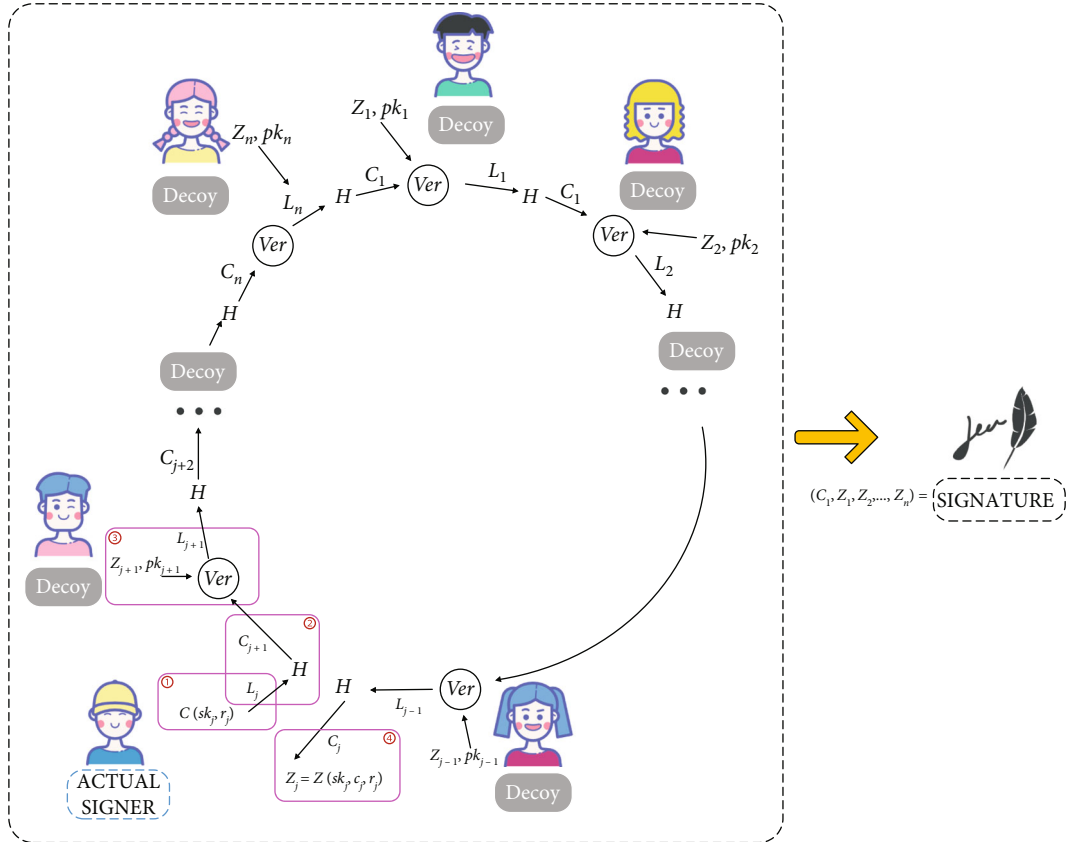 Decoy
Z₁, pk₁
Decoy
Zₙ, pkₙ
Decoy
C₁
Ver
L₁
H
C₁
H
Lₙ
Ver
Ver
Z₂, pk₂
L₂
Cₙ
H
H
Decoy
Decoy
• • •
• • •
Cⱼ₊₂
H
③
Lⱼ₊₁
Zⱼ₊₁, pkⱼ₊₁
Ver
Decoy
②
Cⱼ₊₁
H
①
Lⱼ
C (skⱼ, rⱼ)
H
Lⱼ₋₁
Ver
Cⱼ
④
Zⱼ = Z (skⱼ, cⱼ, rⱼ)
Zⱼ₋₁, pkⱼ₋₁
Decoy
ACTUAL
SIGNER
(C₁, Z₁, Z₂,..., Zₙ) = SIGNATURE